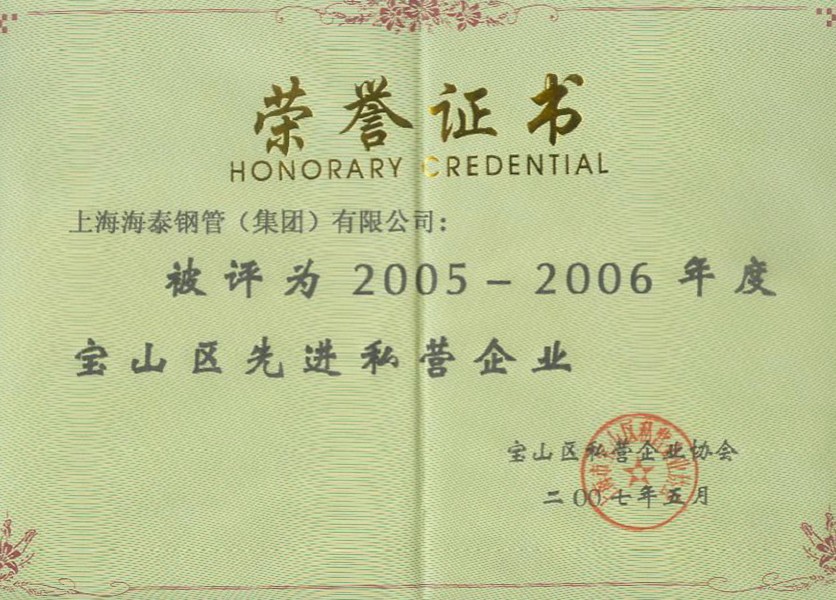 荣誉证书
HONORARY CREDENTIAL
上海海泰钢管（集团）有限公司：
被评为 2005－2006 年度
宝山区先进私营企业
宝山区私营企业协会
二〇〇七年五月